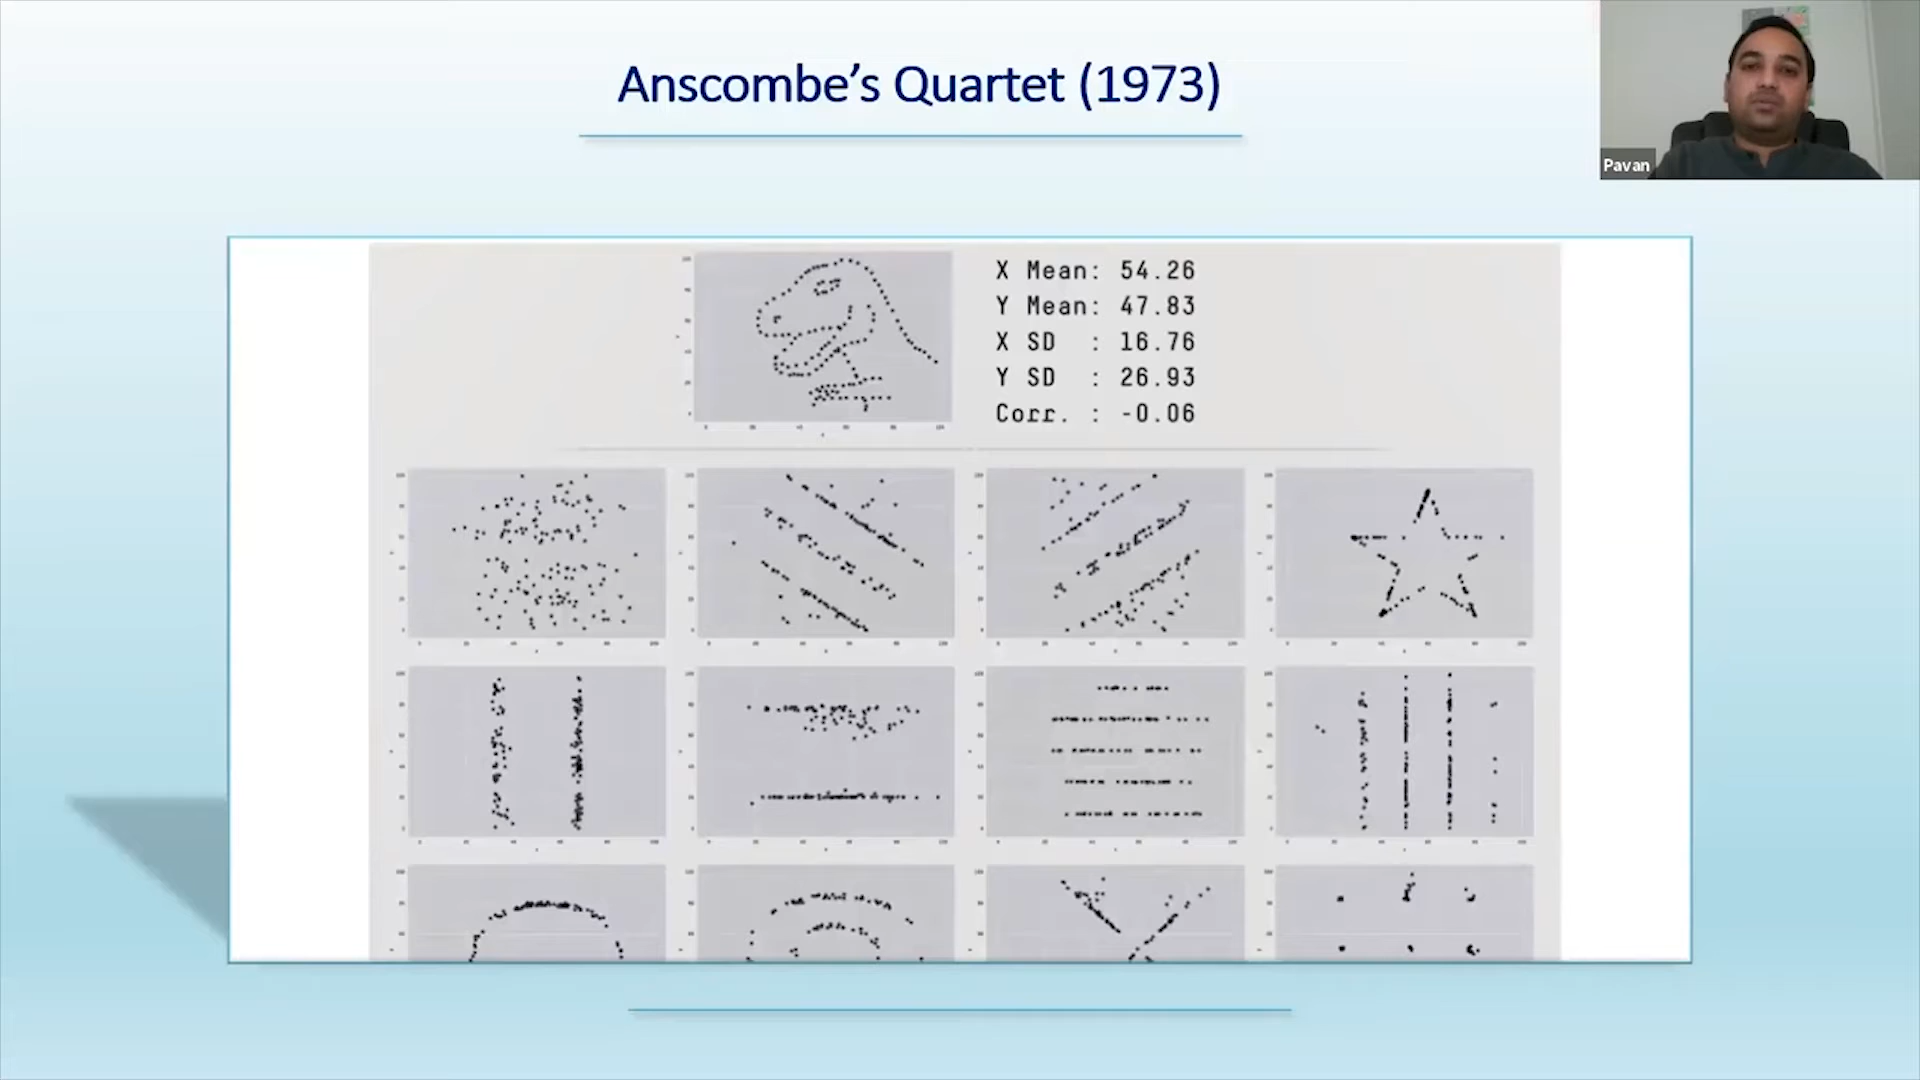 Anscombe’s Quartet (1973)
Pavan
X Mean: 54.26
Y Mean: 47.83
X SD : 16.76
Y SD : 26.93
Corr. : -0.06